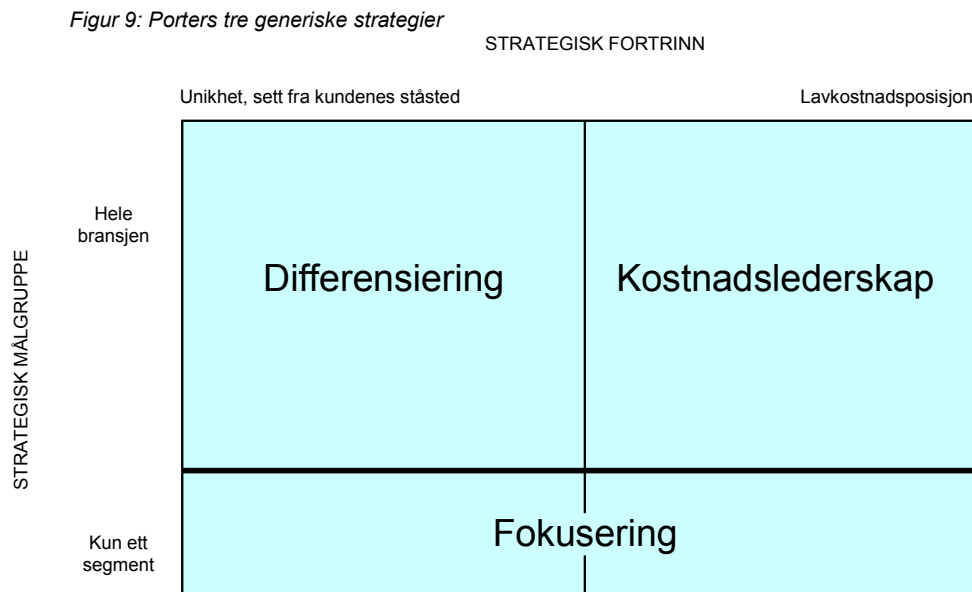 Figur 9: Porters tre generiske strategier
STRATEGISK FORTRINN
Unikhet, sett fra kundenes ståsted
Lavkostnadsposisjon
Hele
bransjen
Differensiering
Kostnadslederskap
STRATEGISK MÅLGRUPPE
Kun ett
segment
Fokusering